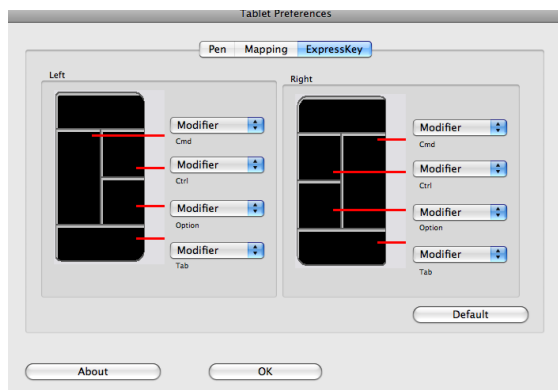 Tablet Preferences
Pen Mapping ExpressKey
Left
Modifier
Cmd
Modifier
Ctrl
Modifier
Option
Modifier
Tab
Right
Modifier
Cmd
Modifier
Ctrl
Modifier
Option
Modifier
Tab
Default
About OK